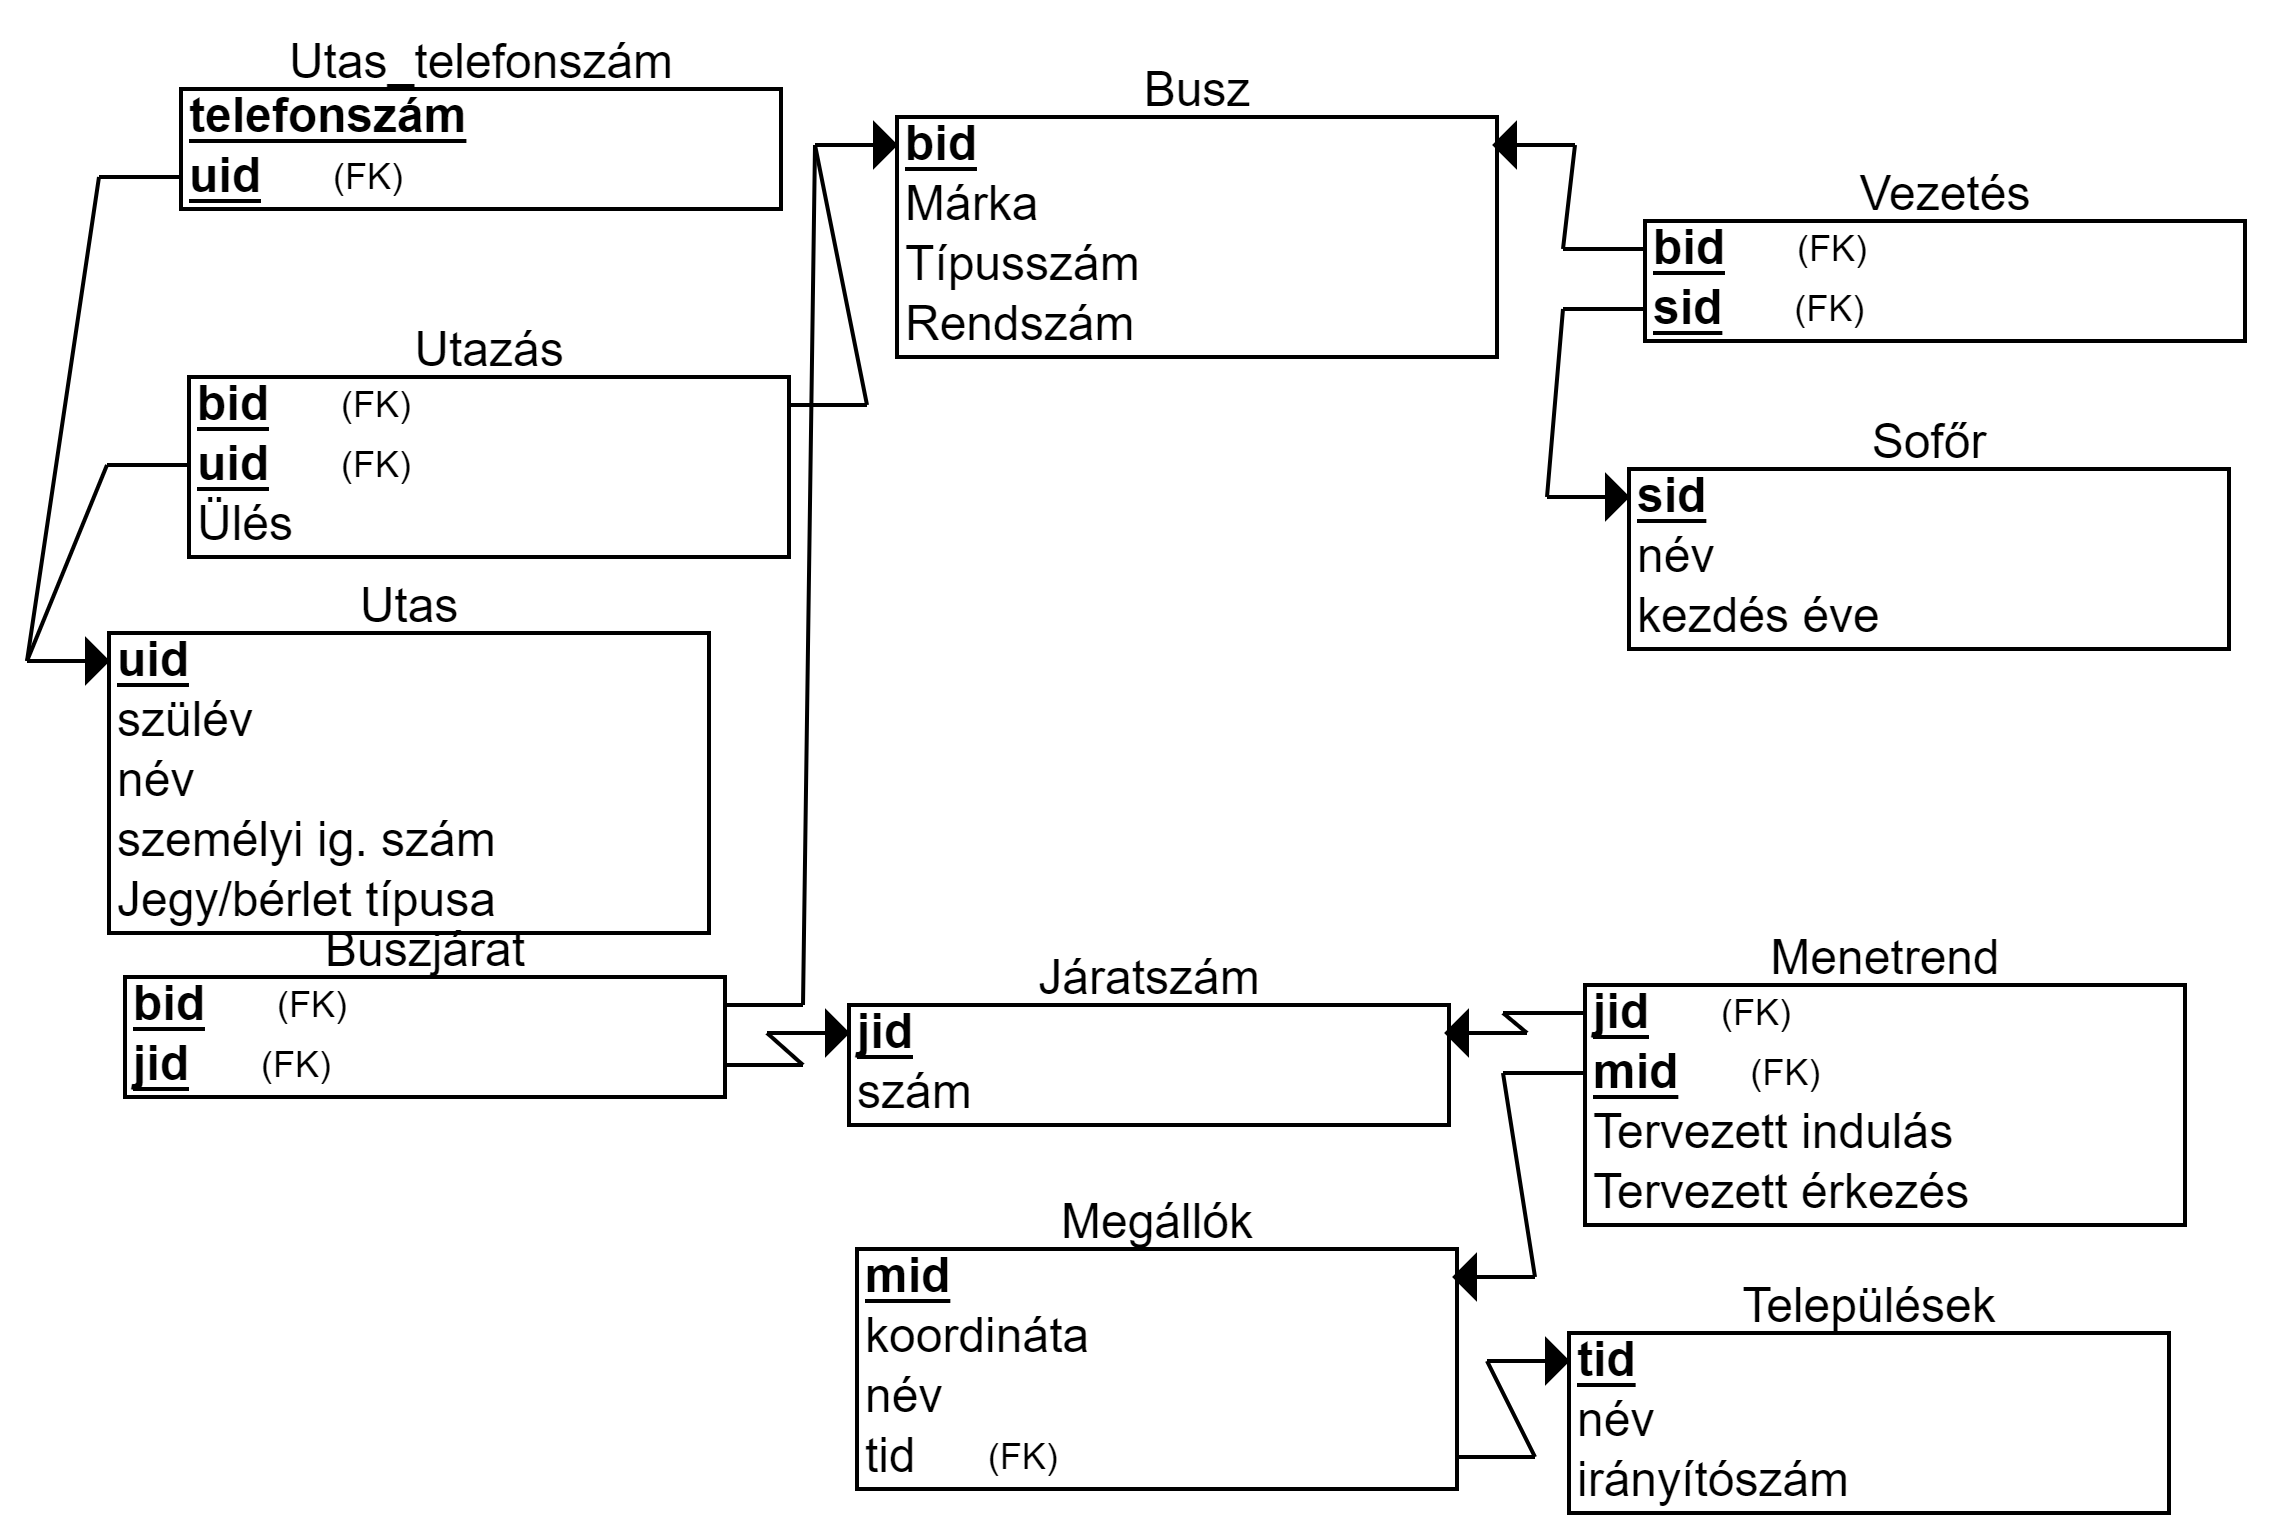 Utas_telefonszám
telefonszám
uid (FK)
Busz
bid
Márka
Típusszám
Rendszám
Vezetés
bid (FK)
sid (FK)
Utazás
bid (FK)
uid (FK)
Ülés
Sofőr
sid
név
kezdés éve
Utas
uid
szülév
név
személyi ig. szám
Jegy/bérlet típusa
Buszjárat
bid (FK)
jid (FK)
Járatszám
jid
szám
Menetrend
jid (FK)
mid (FK)
Tervezett indulás
Tervezett érkezés
Megállók
mid
koordináta
név
tid (FK)
Települések
tid
név
irányítószám